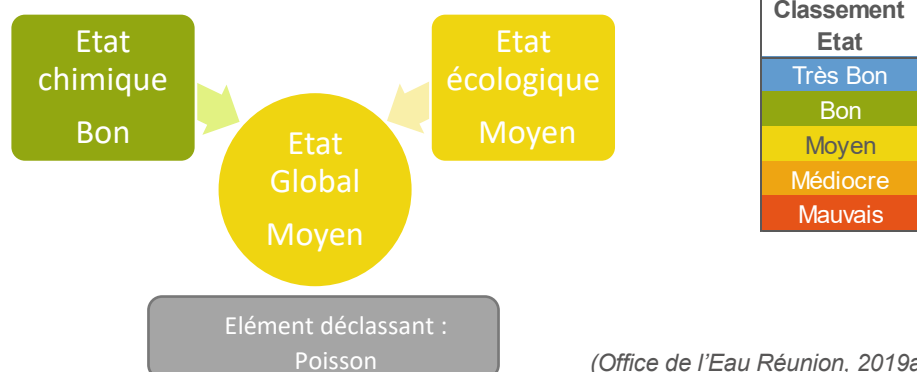 Etat
chimique
Bon
Etat
écologique
Moyen
Etat
Global
Moyen
Elément déclassant :
Poisson
Classement
Etat
Très Bon
Bon
Moyen
Médiocre
Mauvais
(Office de l'Eau Réunion, 2019a